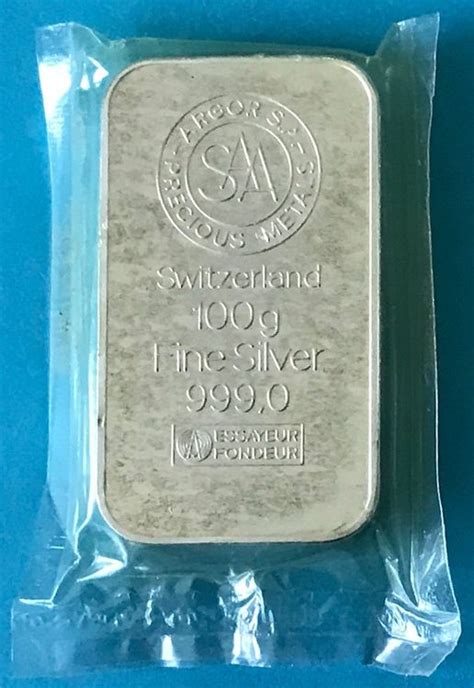 ARGOR S.A.
PRECIOUS METALS
SAA
Switzerland
100g
Fine Silver
999,0
ESSAYEUR
FONDEUR